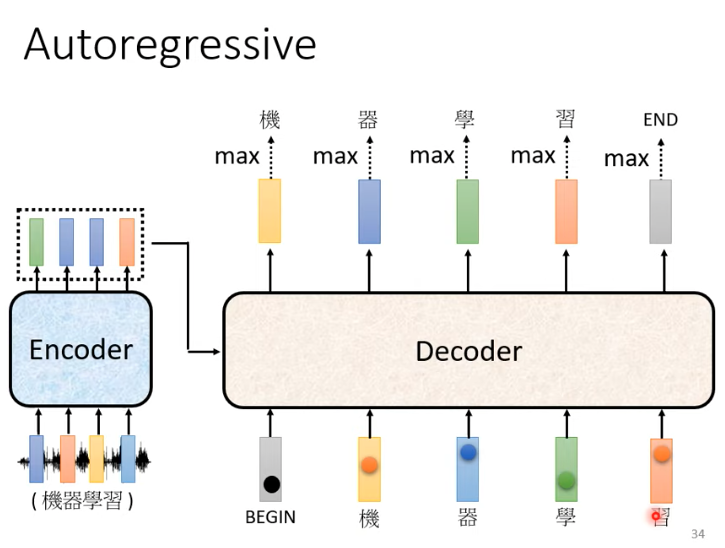 Autoregressive
機 器 學 習 END
max max max max max
Encoder
Decoder
( 機器學習 )
BEGIN 機 器 學 習
34